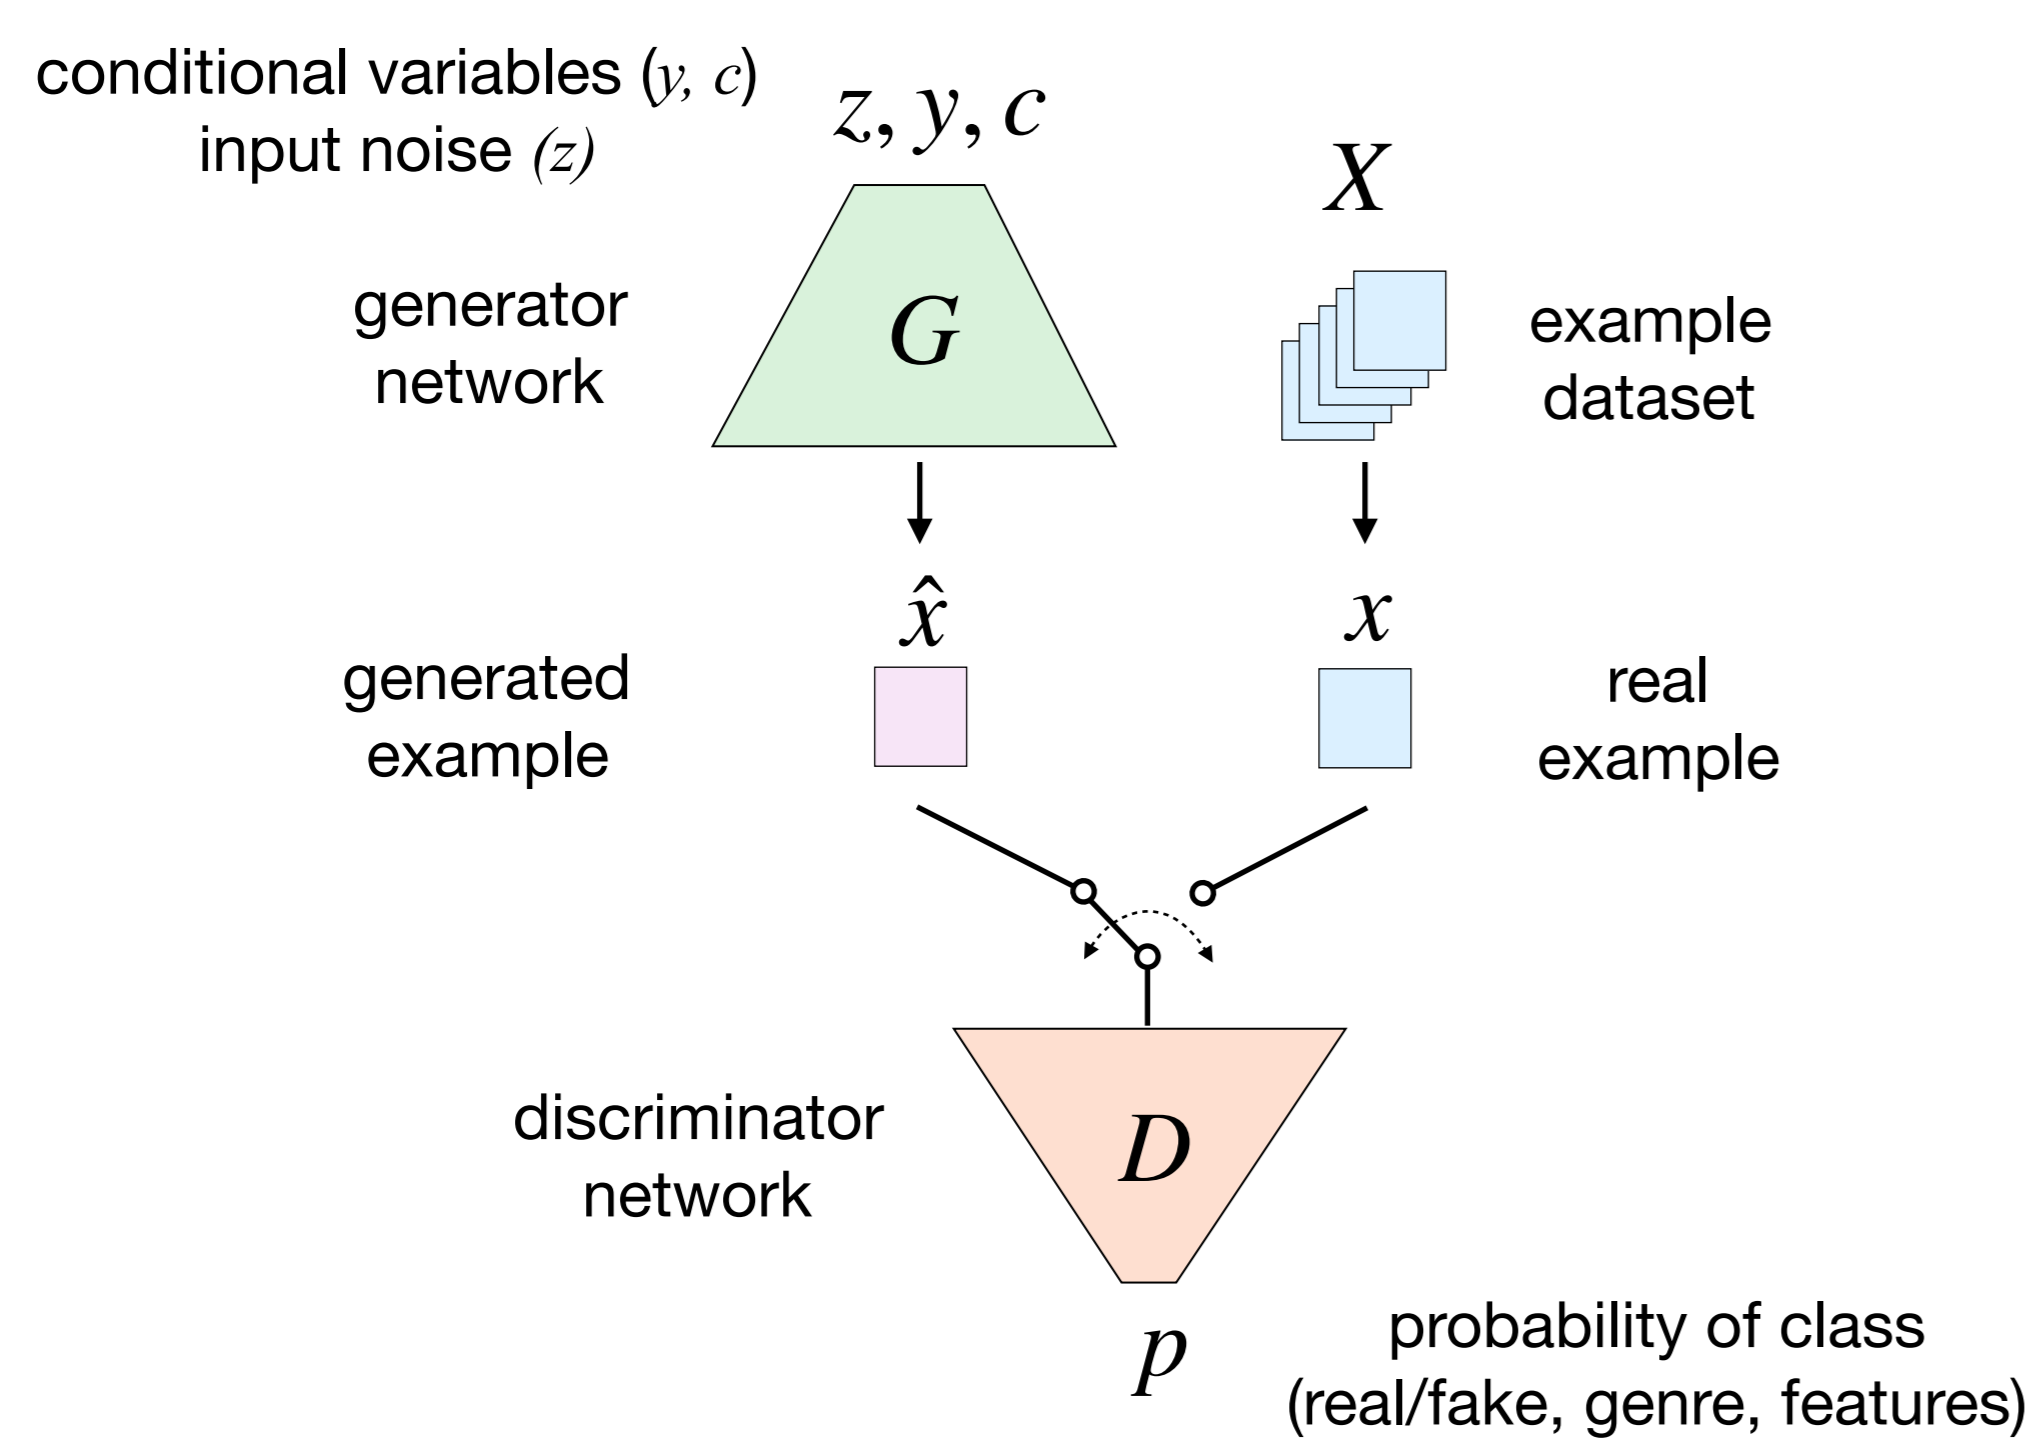 conditional variables (y, c)
input noise (z)
z, y, c
X
generator
network
G
example
dataset
x̂
x
generated
example
real
example
discriminator
network
D
p
probability of class
(real/fake, genre, features)